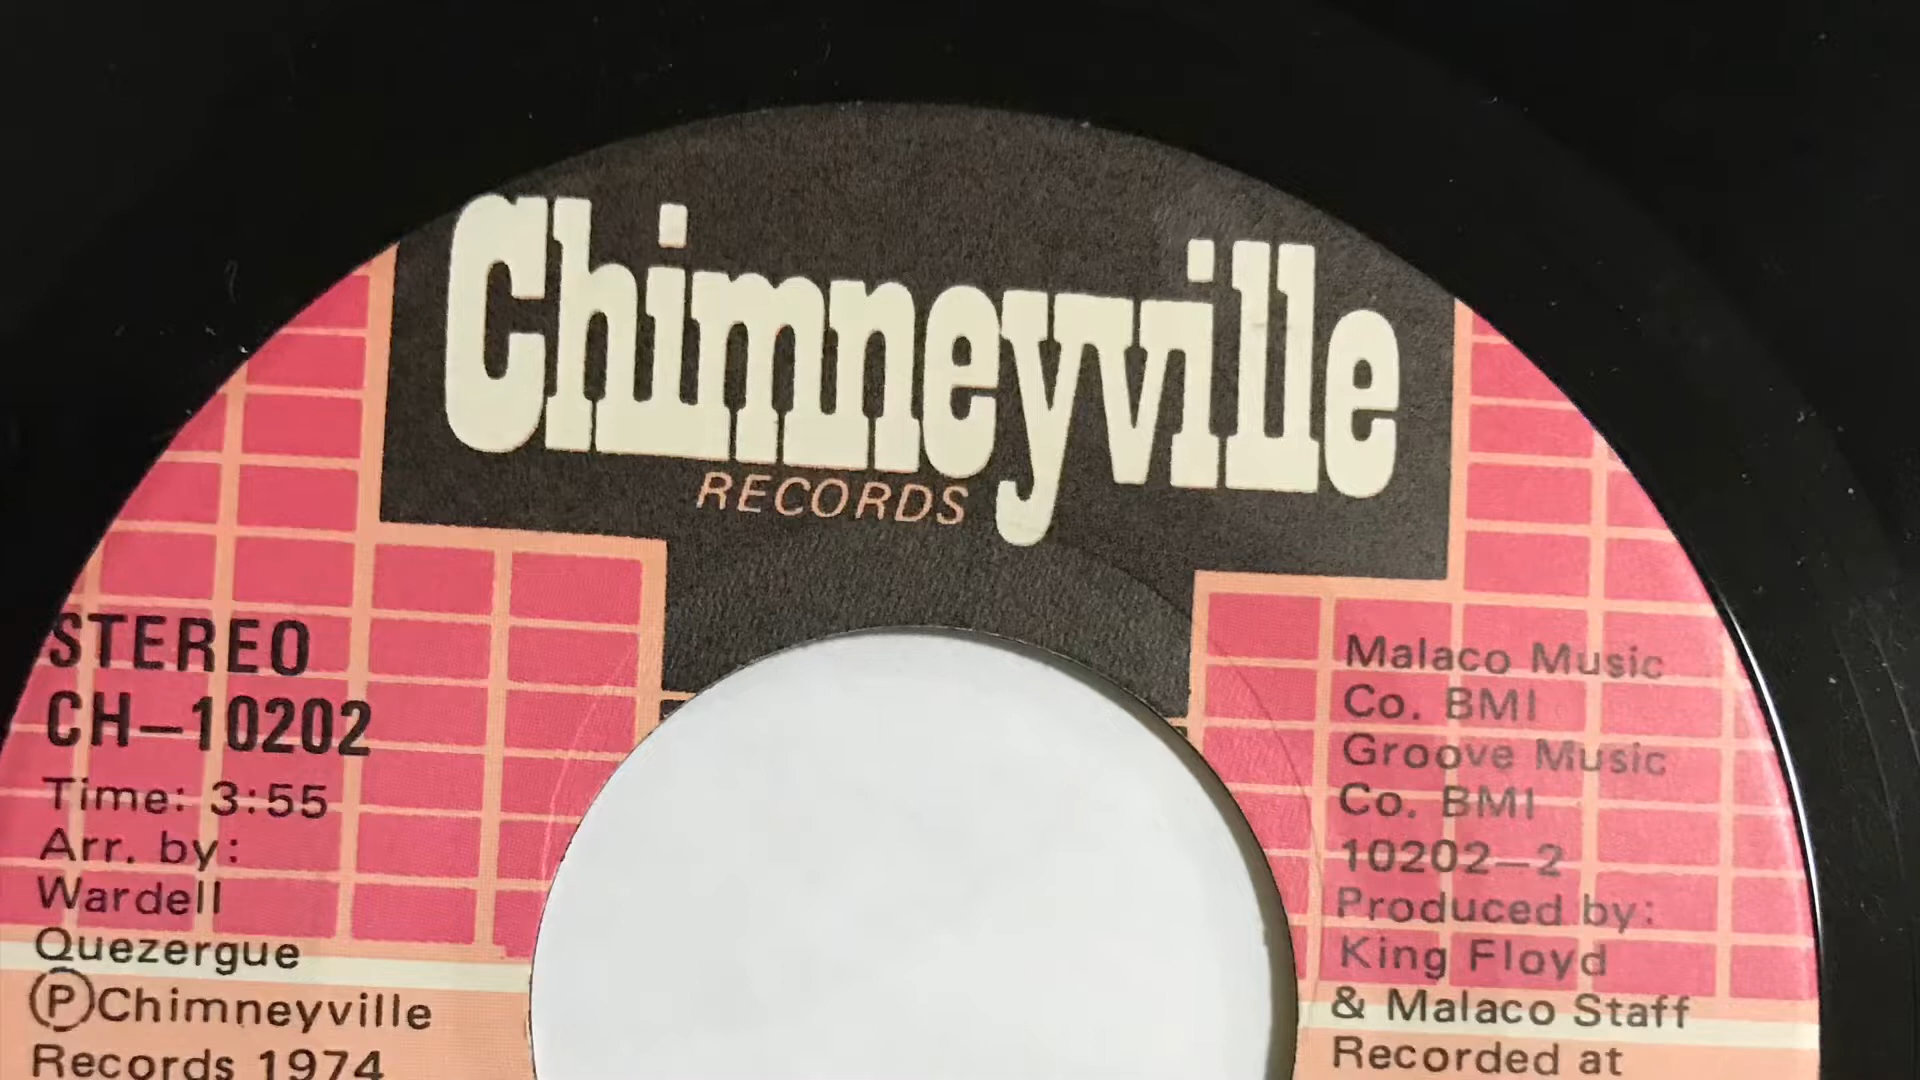 Chimneyville
RECORDS
STEREO
CH-10202
Time: 3:55
Arr. by:
Wardell
Quezergue
ⓅChimneyville
Records 1974
Malaco Music
Co. BMI
Groove Music
Co. BMI
10202-2
Produced by:
King Floyd
& Malaco Staff
Recorded at